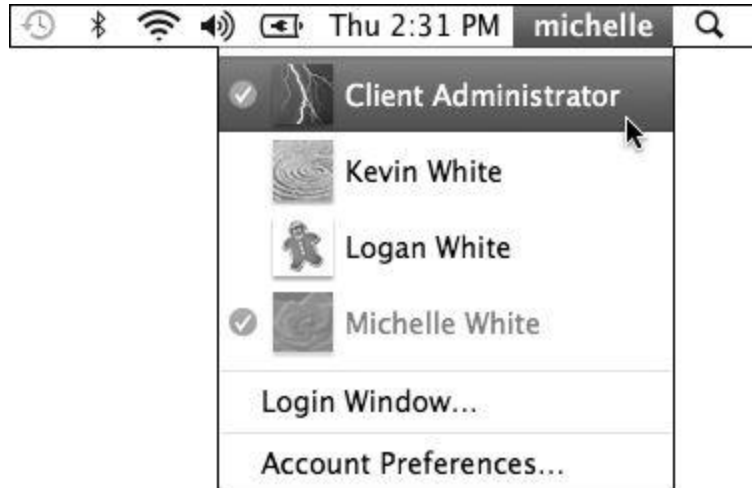 Thu 2:31 PM michelle
Client Administrator
Kevin White
Logan White
Michelle White
Login Window...
Account Preferences...